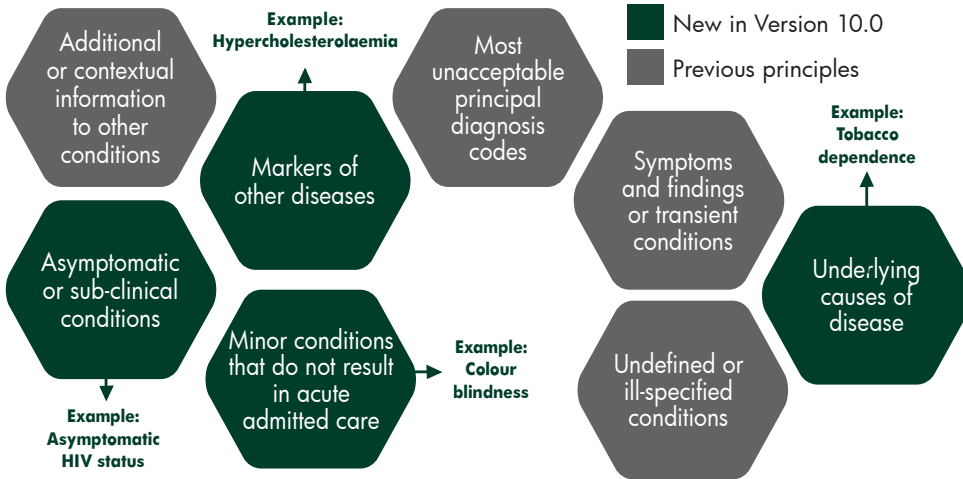 Additional
or contextual
information
to other
conditions
Example:
Hypercholesterolaemia
Markers of
other diseases
Most
unacceptable
principal
diagnosis
codes
New in Version 10.0
Previous principles
Symptoms
and findings
or transient
conditions
Example:
Tobacco
dependence
Underlying
causes of
disease
Asymptomatic
or sub-clinical
conditions
Example:
Asymptomatic
HIV status
Minor conditions
that do not result
in acute
admitted care
Example:
Colour
blindness
Undefined or
ill-specified
conditions